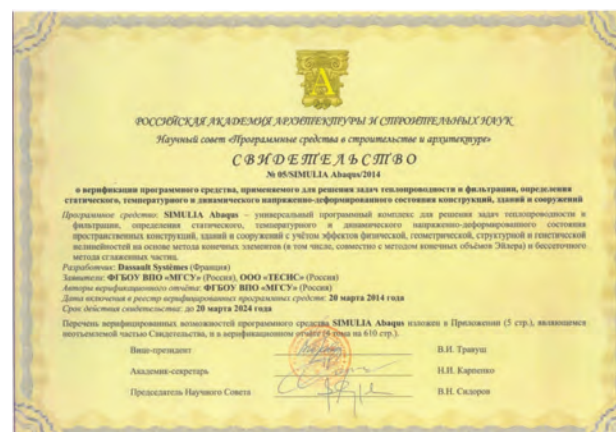 А
РОССИЙСКАЯ АКАДЕМИЯ АРХИТЕКТУРЫ И СТРОИТЕЛЬНЫХ НАУК
Научный совет «Программные средства в строительстве и архитектуре»
СВИДЕТЕЛЬСТВО
№ 05/SIMULIA Abaqus/2014
о верификации программного средства, применяемого для решения задач теплопроводности и фильтрации, определения
статического, температурного и динамического напряженно-деформированного состояния конструкций, зданий и сооружений
Программное средство: SIMULIA Abaqus – универсальный программный комплекс для решения задач теплопроводности и
фильтрации, определения статического, температурного и динамического напряженно-деформированного состояния
пространственных конструкций, зданий и сооружений с учётом эффектов физической, геометрической, структурной и генетической
нелинейностей на основе метода конечных элементов (в том числе, совместно с методом конечных объёмов Эйлера) и бессеточного
метода сглаженных частиц.
Разработчик: Dassault Systèmes (Франция)
Заявители: ФГБОУ ВПО «МГСУ» (Россия), ООО «ТЕСИС» (Россия)
Авторы верификационного отчёта: ФГБОУ ВПО «МГСУ» (Россия)
Дата включения в реестр верифицированных программных средств: 20 марта 2014 года
Срок действия свидетельства: до 20 марта 2024 года
Перечень верифицированных возможностей программного средства SIMULIA Abaqus изложен в Приложении (5 стр.), являющемся
неотъемлемой частью Свидетельства, и в верификационном отчёте (4 тома на 610 стр.).
Вице-президент В.И. Травуш
Академик-секретарь Н.И. Карпенко
Председатель Научного Совета В.Н. Сидоров